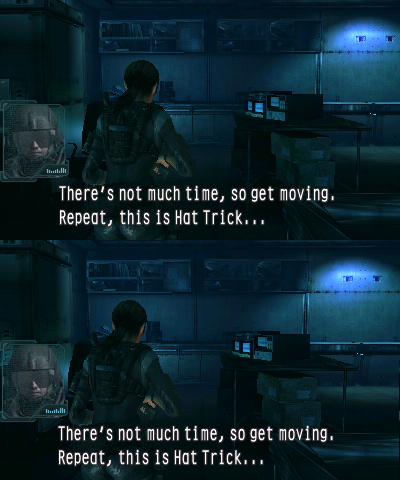 There's not much time, so get moving.
Repeat, this is Hat Trick...
There's not much time, so get moving.
Repeat, this is Hat Trick...